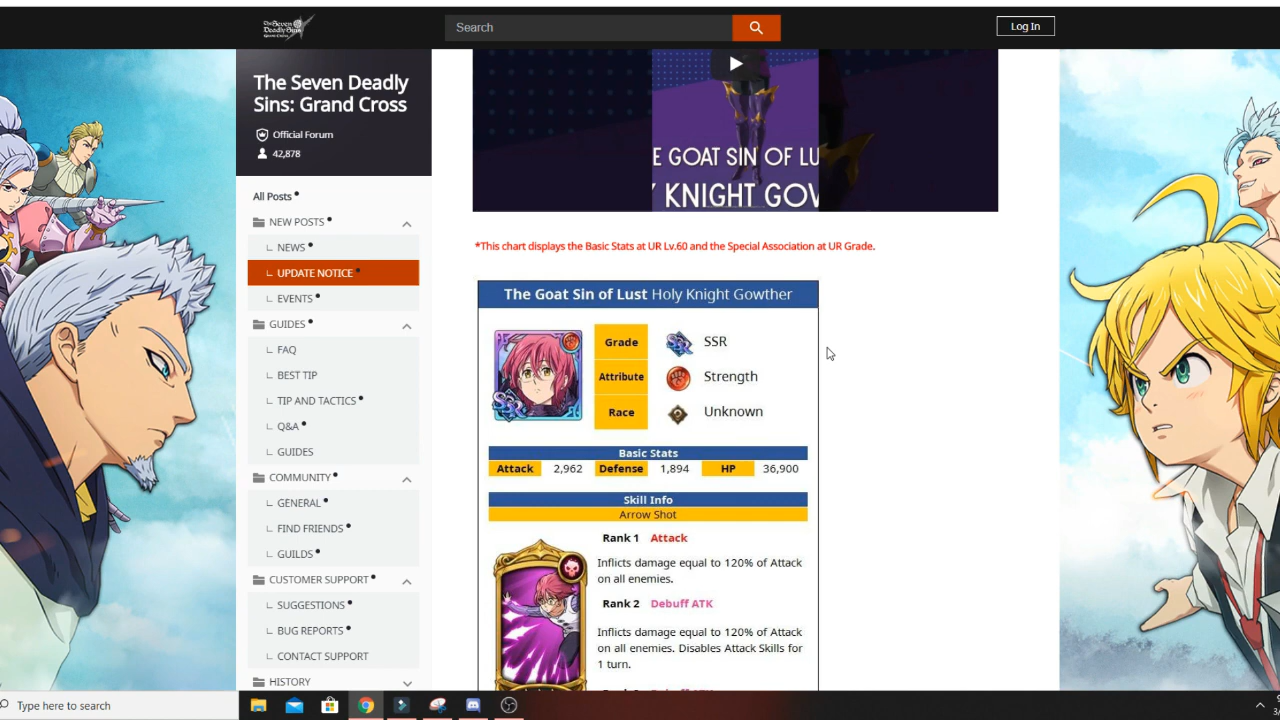 The Seven
Deadly Sins
Search
Log In
The Seven Deadly
Sins: Grand Cross
Official Forum
42,878
All Posts
NEW POSTS
NEWS
UPDATE NOTICE
EVENTS
GUIDES
FAQ
BEST TIP
TIP AND TACTICS
Q&A
GUIDES
COMMUNITY
GENERAL
FIND FRIENDS
GUILDS
CUSTOMER SUPPORT
SUGGESTIONS
BUG REPORTS
CONTACT SUPPORT
HISTORY
E GOAT SIN OF LU
KNIGHT GOW
*This chart displays the Basic Stats at UR Lv.60 and the Special Association at UR Grade.
The Goat Sin of Lust Holy Knight Gowther
Grade SSR
Attribute Strength
Race Unknown
SSR
Basic Stats
Attack 2,962 Defense 1,894 HP 36,900
Skill Info
Arrow Shot
Rank 1 Attack
Inflicts damage equal to 120% of Attack
on all enemies.
Rank 2 Debuff ATK
Inflicts damage equal to 120% of Attack
on all enemies. Disables Attack Skills for
1 turn.
Type here to search